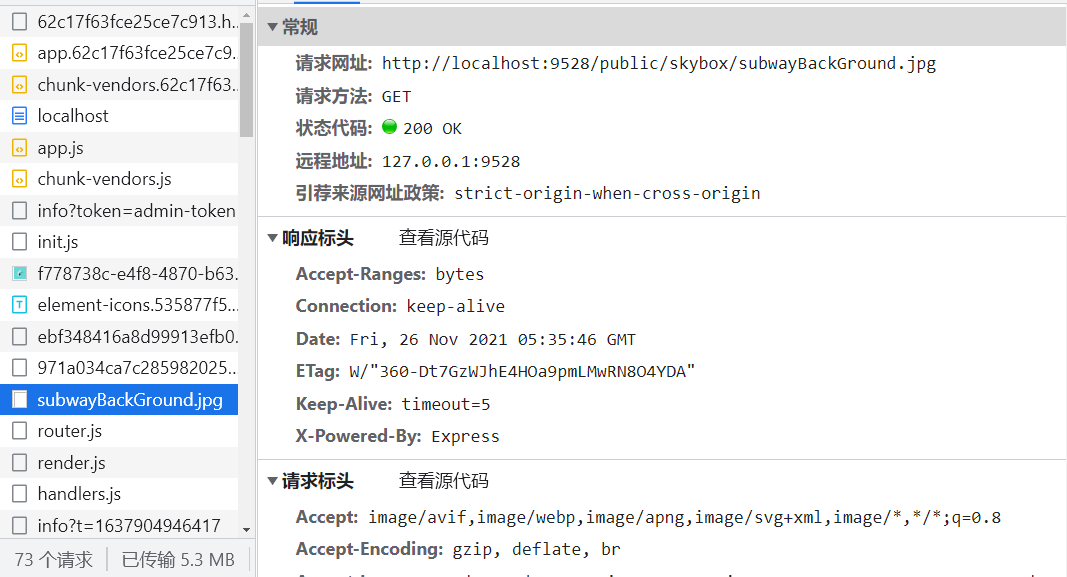 62c17f63fce25ce7c913.h..
app.62c17f63fce25ce7c9..
chunk-vendors.62c17f63..
localhost
app.js
chunk-vendors.js
info?token=admin-token
init.js
f778738c-e4f8-4870-b63.
element-icons.535877f5...
ebf348416a8d99913efb0.
971a034ca7c285982025...
subwayBackGround.jpg
router.js
render.js
handlers.js
info?t=1637904946417
73 个请求 已传输 5.3 MB
常规
请求网址: http://localhost:9528/public/skybox/subwayBackGround.jpg
请求方法: GET
状态代码: 200 OK
远程地址: 127.0.0.1:9528
引荐来源网址政策: strict-origin-when-cross-origin
响应标头 查看源代码
Accept-Ranges: bytes
Connection: keep-alive
Date: Fri, 26 Nov 2021 05:35:46 GMT
ETag: W/"360-Dt7GzWJhE4HOa9pmLMwRN8O4YDA"
Keep-Alive: timeout=5
X-Powered-By: Express
请求标头 查看源代码
Accept: image/avif,image/webp,image/apng,image/svg+xml,image/*,*/*;q=0.8
Accept-Encoding: gzip, deflate, br